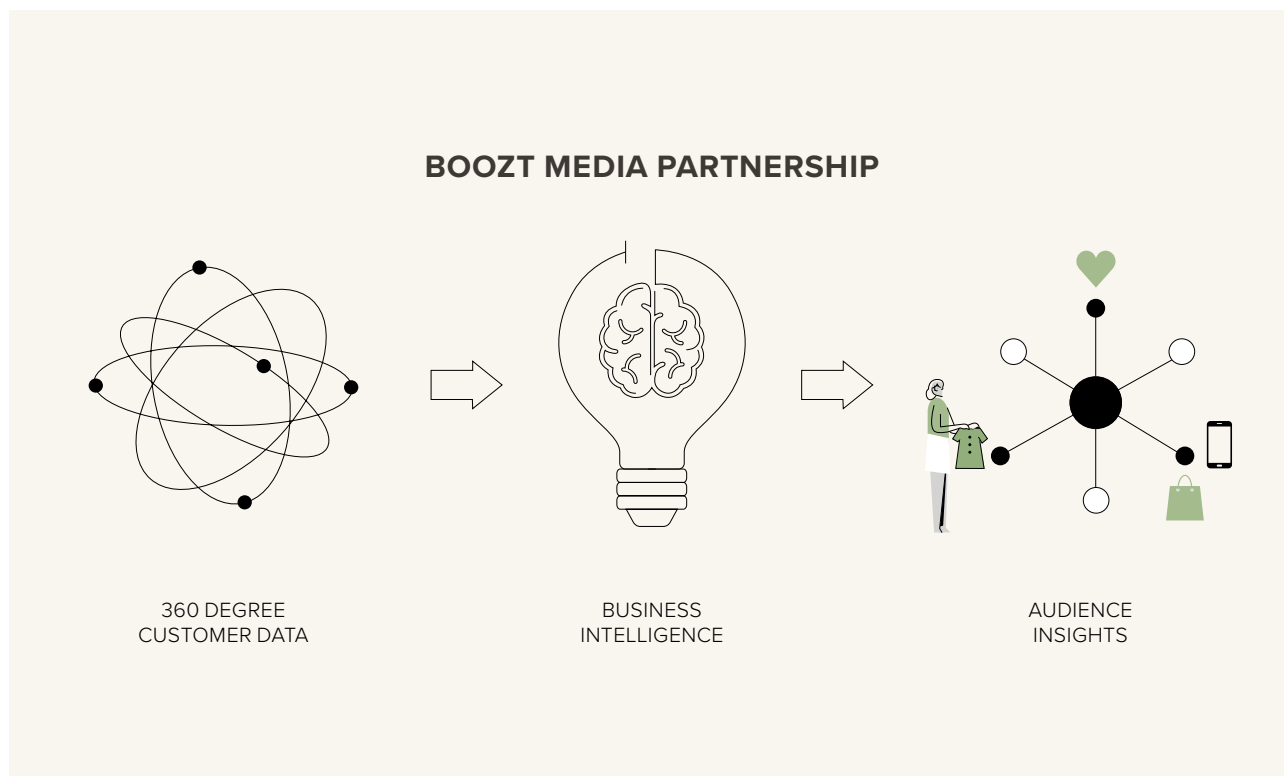 BOOZT MEDIA PARTNERSHIP
360 DEGREE
CUSTOMER DATA
BUSINESS
INTELLIGENCE
AUDIENCE
INSIGHTS